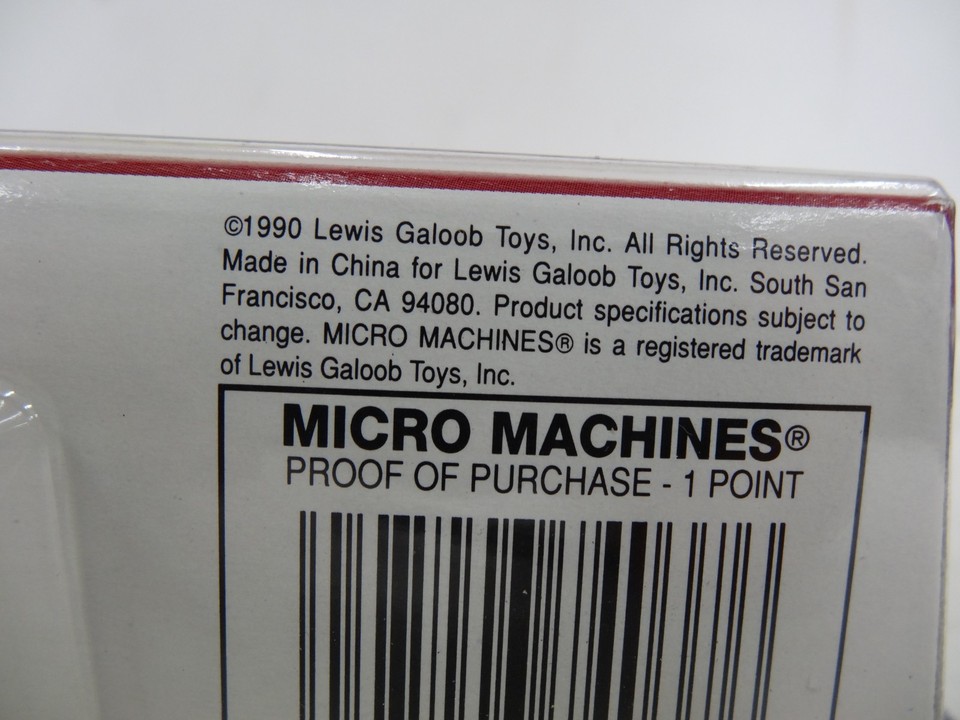 ©1990 Lewis Galoob Toys, Inc. All Rights Reserved.
Made in China for Lewis Galoob Toys, Inc. South San
Francisco, CA 94080. Product specifications subject to
change. MICRO MACHINES® is a registered trademark
of Lewis Galoob Toys, Inc.
MICRO MACHINES®
PROOF OF PURCHASE - 1 POINT